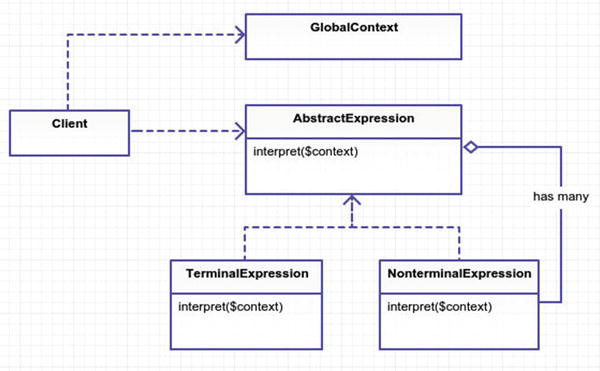 GlobalContext
Client
AbstractExpression
interpret($context)
has many
TerminalExpression
interpret($context)
NonterminalExpression
interpret($context)